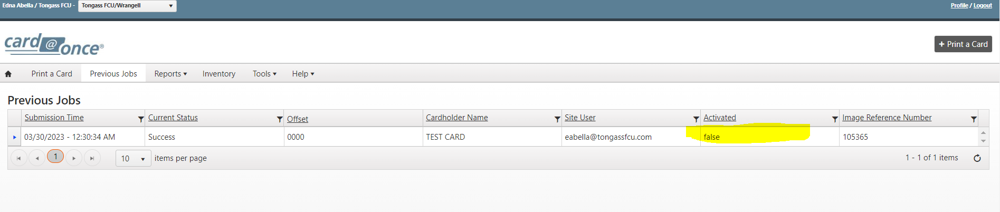 Edna Abella / Tongass FCU - Tongass FCU/Wrangell Profile / Logout
card@once®
+ Print a Card
Print a Card Previous Jobs Reports Inventory Tools Help
Previous Jobs
Submission Time Current Status Offset Cardholder Name Site User Activated Image Reference Number
03/30/2023 - 12:30:34 AM Success 0000 TEST CARD eabella@tongassfcu.com false 105365
1 10 items per page 1 - 1 of 1 items